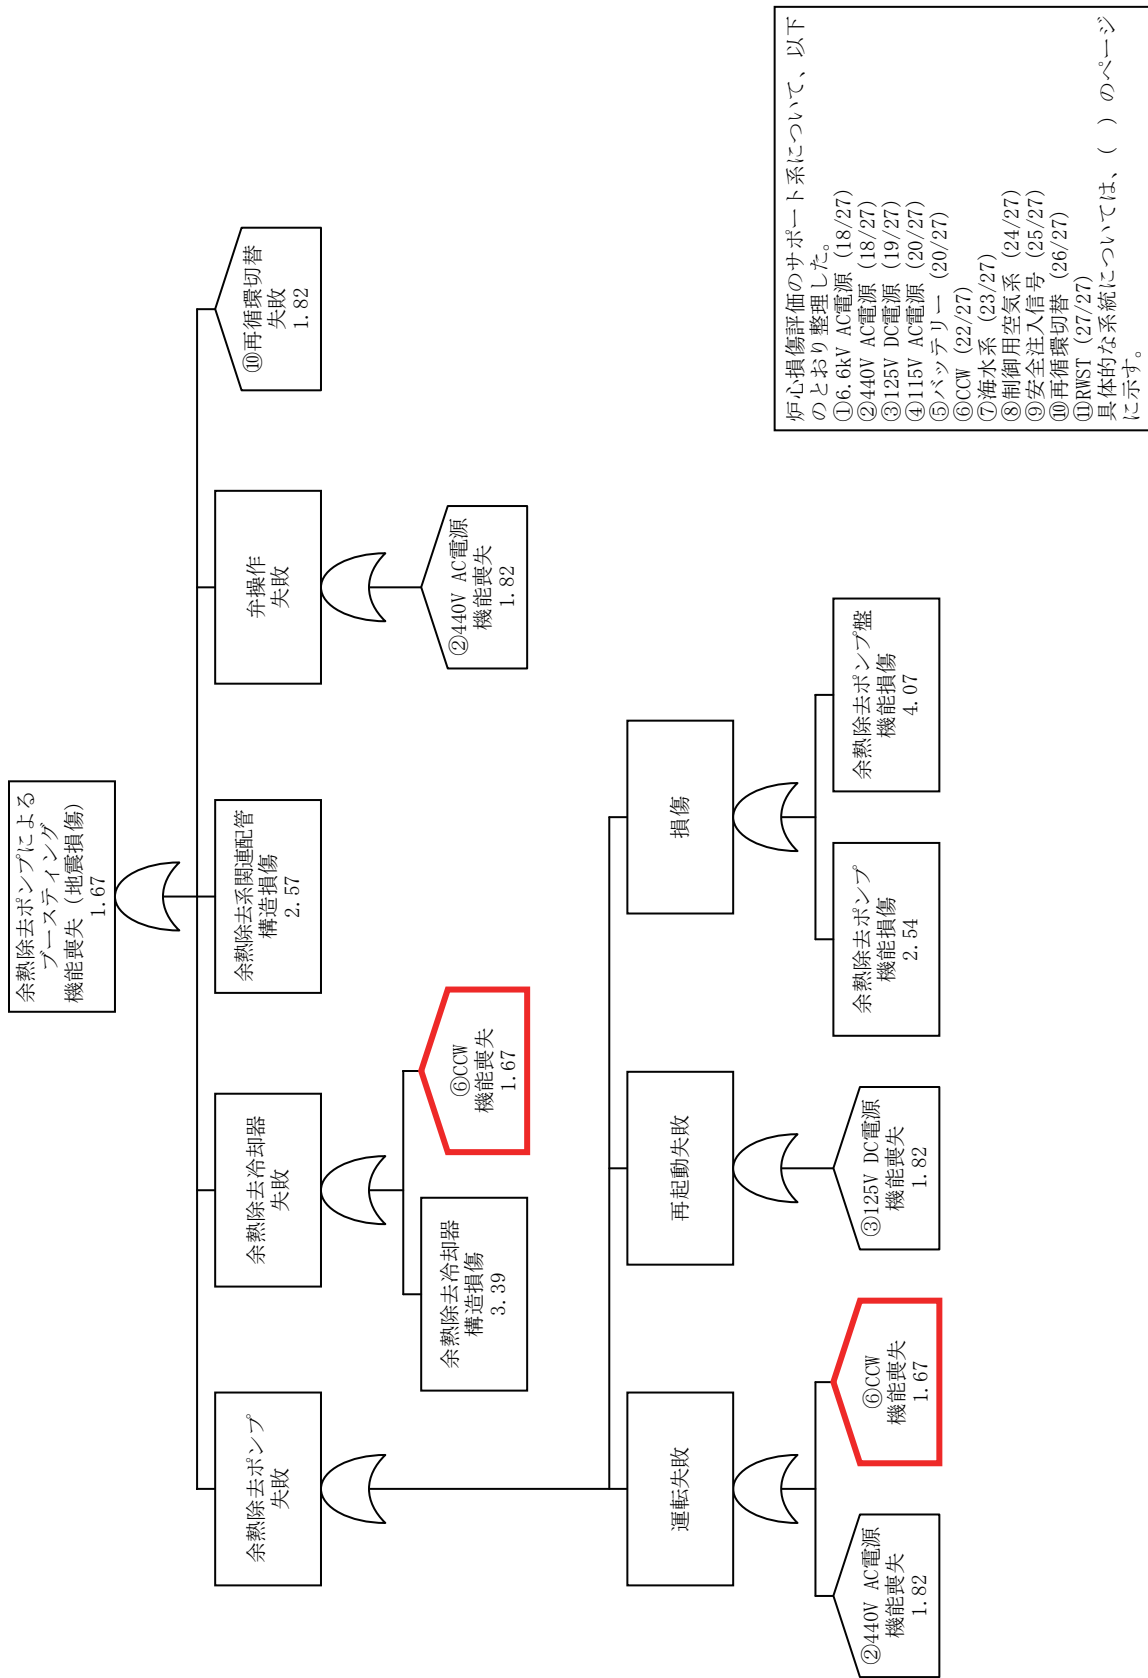 余熱除去ポンプによる
ブースティング
機能喪失（地震損傷）
1.67
余熱除去ポンプ
失敗
余熱除去冷却器
失敗
余熱除去系関連配管
構造損傷
2.57
弁操作
失敗
⑩再循環切替
失敗
1.82
余熱除去冷却器
構造損傷
3.39
⑥CCW
機能喪失
1.67
②440V AC電源
機能喪失
1.82
運転失敗
再起動失敗
損傷
②440V AC電源
機能喪失
1.82
⑥CCW
機能喪失
1.67
③125V DC電源
機能喪失
1.82
余熱除去ポンプ
機能損傷
2.54
余熱除去ポンプ盤
機能損傷
4.07
炉心損傷評価のサポート系について、以下
のとおり整理した。
①6.6kV AC電源 (18/27)
②440V AC電源 (18/27)
③125V DC電源 (19/27)
④115V AC電源 (20/27)
⑤バッテリー (20/27)
⑥CCW (22/27)
⑦海水系 (23/27)
⑧制御用空気系 (24/27)
⑨安全注入信号 (25/27)
⑩再循環切替 (26/27)
⑪RWST (27/27)
具体的な系統については、（　）のページ
に示す。